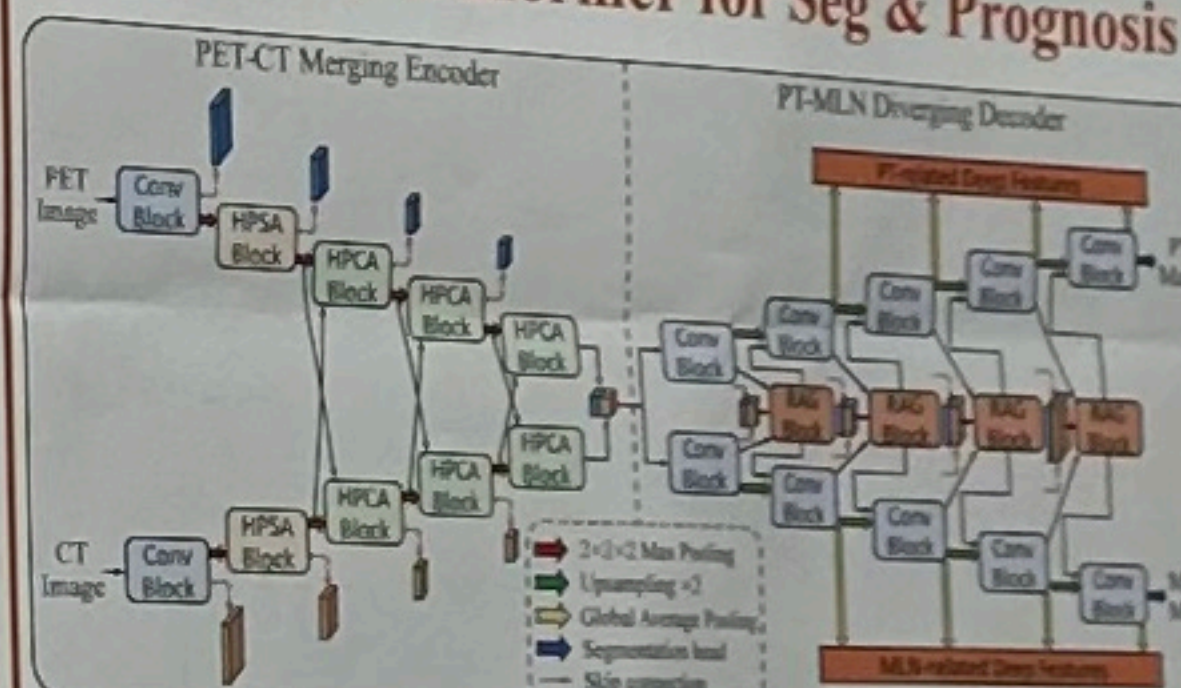 for Seg & Prognosis
PET-CT Merging Encoder
PT-MLN Diverging Decoder
PET
Image
Conv
Block
HPSA
Block
HPCA
Block
HPCA
Block
HPCA
Block
CT
Image
Conv
Block
HPSA
Block
HPCA
Block
HPCA
Block
HPCA
Block
PT-related Deep Features
Conv
Block
Conv
Block
Conv
Block
Conv
Block
Conv
Block
RAG
Block
RAG
Block
RAG
Block
RAG
Block
Conv
Block
Conv
Block
Conv
Block
Conv
Block
Conv
Block
MLN-related Deep Features
2×2×2 Max Pooling
Upsampling ×2
Global Average Pooling
Segmentation head
Skip connection